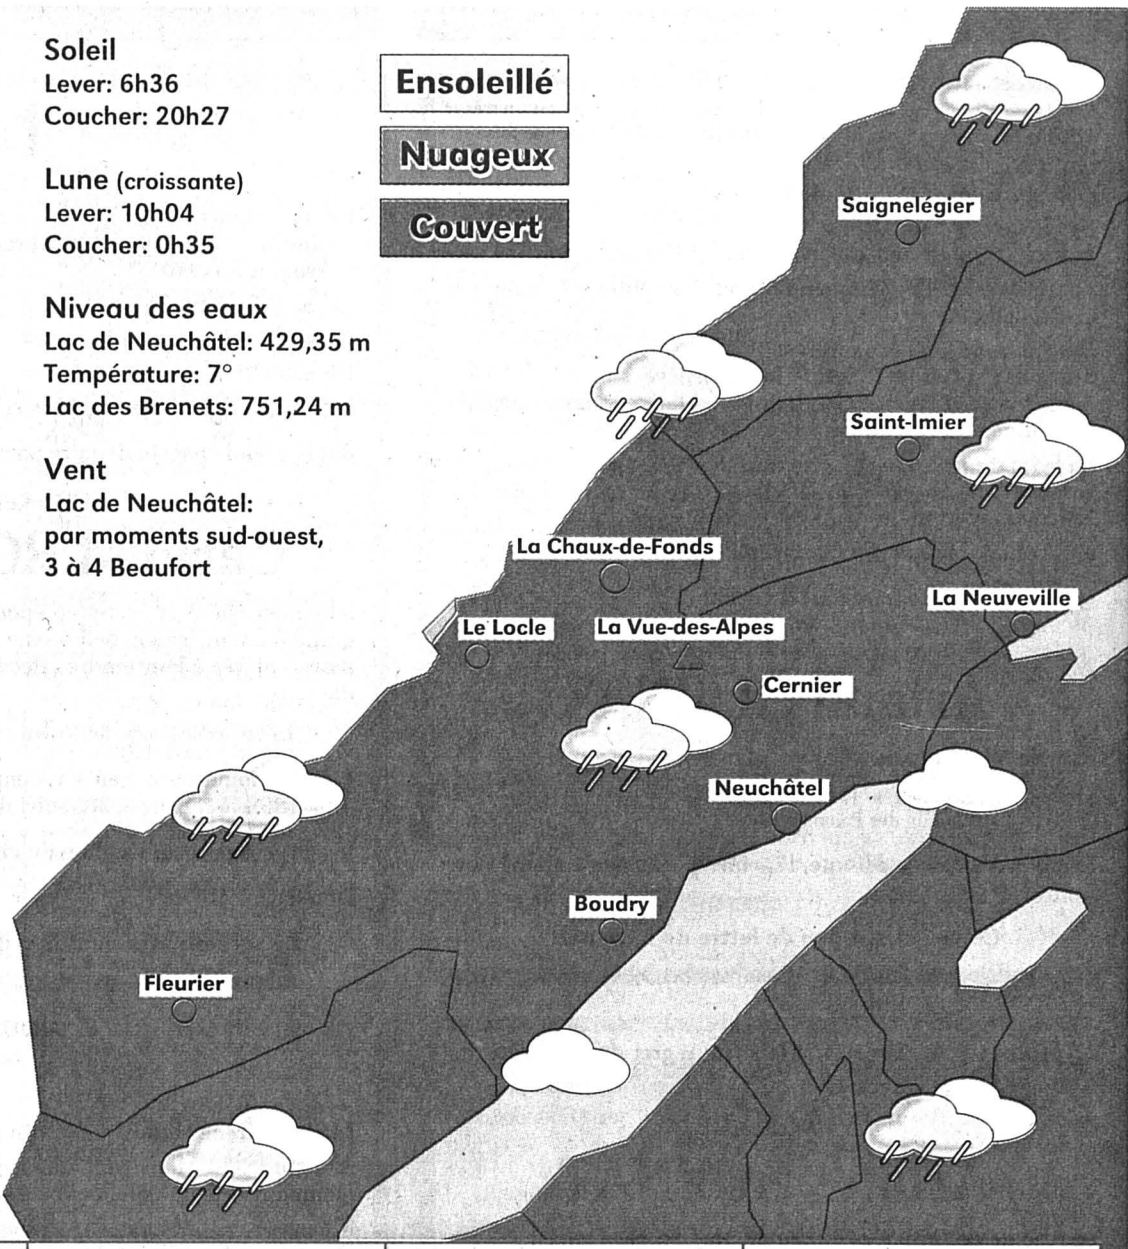 Soleil
Lever: 6h36
Coucher: 20h27
Lune (croissante)
Lever: 10h04
Coucher: 0h35
Niveau des eaux
Lac de Neuchâtel: 429,35 m
Température: 7°
Lac des Brenets: 751,24 m
Vent
Lac de Neuchâtel:
par moments sud-ouest,
3 à 4 Beaufort
Ensoleillé
Nuageux
Couvert
Saignelégier
Saint-Imier
La Chaux-de-Fonds
La Neuveville
Le Locle
La Vue-des-Alpes
Cernier
Neuchâtel
Boudry
Fleurier